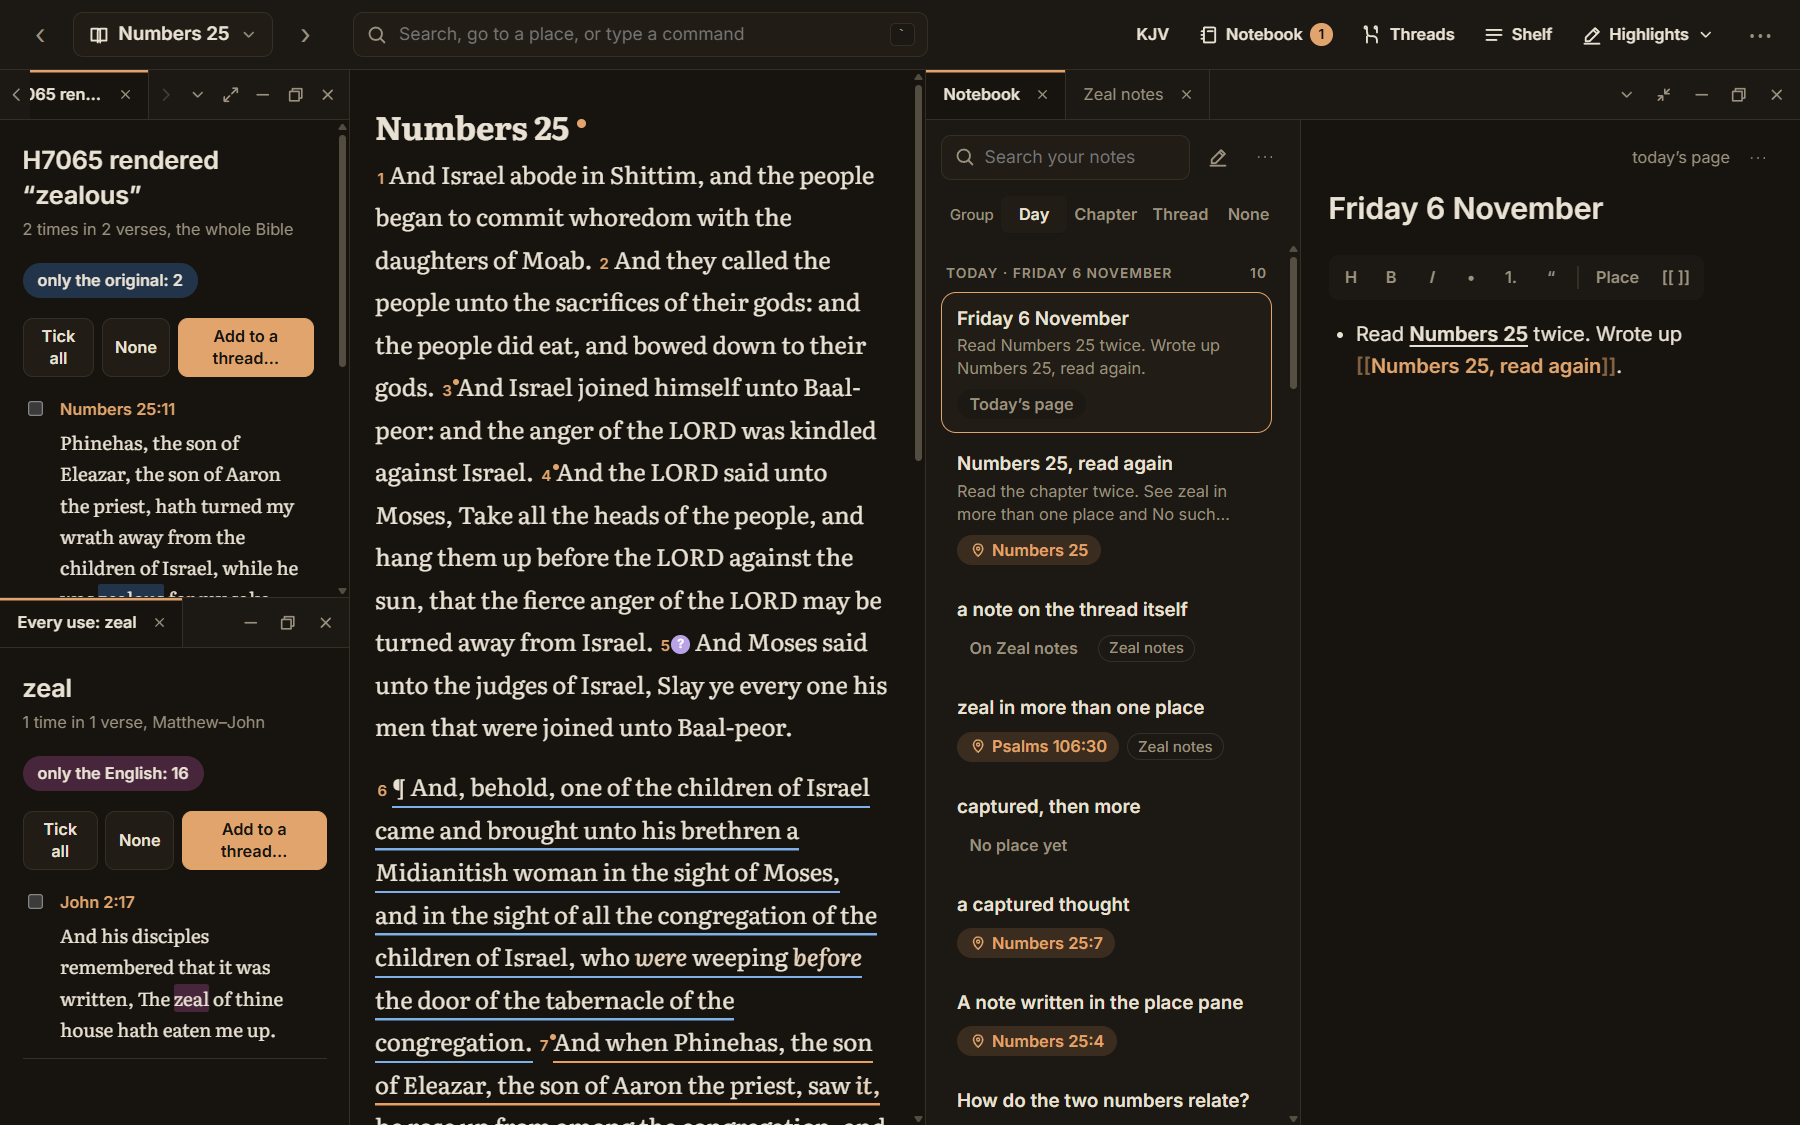 Numbers 25
Search, go to a place, or type a command
`
KJV
Notebook 1
Threads
Shelf
Highlights
065 ren...
H7065 rendered
“zealous”
2 times in 2 verses, the whole Bible
only the original: 2
Tick all
None
Add to a thread...
Numbers 25:11
Phinehas, the son of
Eleazar, the son of Aaron
the priest, hath turned my
wrath away from the
children of Israel, while he
was zealous for my sake
Every use: zeal
zeal
1 time in 1 verse, Matthew–John
only the English: 16
Tick all
None
Add to a thread...
John 2:17
And his disciples
remembered that it was
written, The zeal of thine
house hath eaten me up.
Numbers 25
1 And Israel abode in Shittim, and the people
began to commit whoredom with the
daughters of Moab. 2 And they called the
people unto the sacrifices of their gods: and
the people did eat, and bowed down to their
gods. 3 And Israel joined himself unto Baal-
peor: and the anger of the LORD was kindled
against Israel. 4 And the LORD said unto
Moses, Take all the heads of the people, and
hang them up before the LORD against the
sun, that the fierce anger of the LORD may be
turned away from Israel. 5 ? And Moses said
unto the judges of Israel, Slay ye every one his
men that were joined unto Baal-peor.
6 ¶ And, behold, one of the children of Israel
came and brought unto his brethren a
Midianitish woman in the sight of Moses,
and in the sight of all the congregation of the
children of Israel, who were weeping before
the door of the tabernacle of the
congregation. 7 And when Phinehas, the son
of Eleazar, the son of Aaron the priest, saw it,
he rose up from among the congregation, and
Notebook
Zeal notes
Search your notes
Group
Day
Chapter
Thread
None
TODAY · FRIDAY 6 NOVEMBER 10
Friday 6 November
Read Numbers 25 twice. Wrote up
Numbers 25, read again.
Today’s page
Numbers 25, read again
Read the chapter twice. See zeal in
more than one place and No such...
Numbers 25
a note on the thread itself
On Zeal notes
Zeal notes
zeal in more than one place
Psalms 106:30
Zeal notes
captured, then more
No place yet
a captured thought
Numbers 25:7
A note written in the place pane
Numbers 25:4
How do the two numbers relate?
today’s page
Friday 6 November
H B I • 1. “ Place [[ ]]
• Read Numbers 25 twice. Wrote up
[[Numbers 25, read again]].